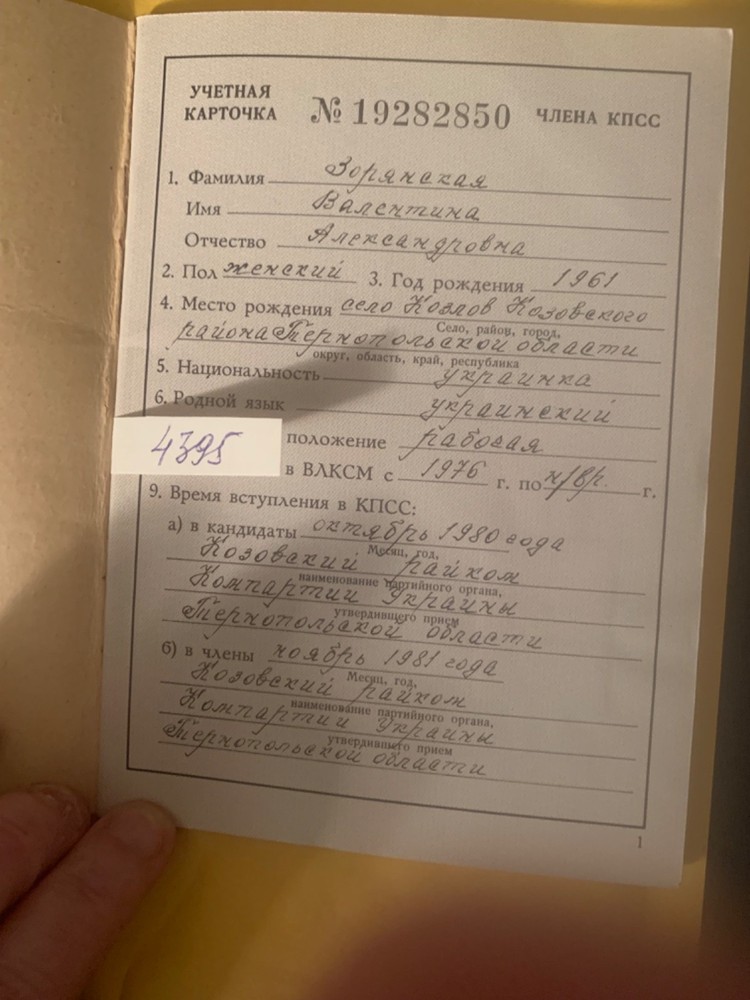 УЧЕТНАЯ
КАРТОЧКА № 19282850 ЧЛЕНА КПСС
1. Фамилия Зорянская
Имя Валентина
Отчество Александровна
2. Пол женский 3. Год рождения 1961
4. Место рождения село Козлов Козовского
Село, район, город,
района Тернопольской области
округ, область, край, республика
5. Национальность украинка
6. Родной язык украинский
4395 положение рабочая
в ВЛКСМ с 1976 г. по н/вр. г.
9. Время вступления в КПСС:
а) в кандидаты октябрь 1980 года
Месяц, год,
Козовский райком
наименование партийного органа,
Компартии Украины
утвердившего прием
Тернопольской области
б) в члены ноябрь 1981 года
Месяц, год,
Козовский райком
наименование партийного органа,
Компартии Украины
утвердившего прием
Тернопольской области
1